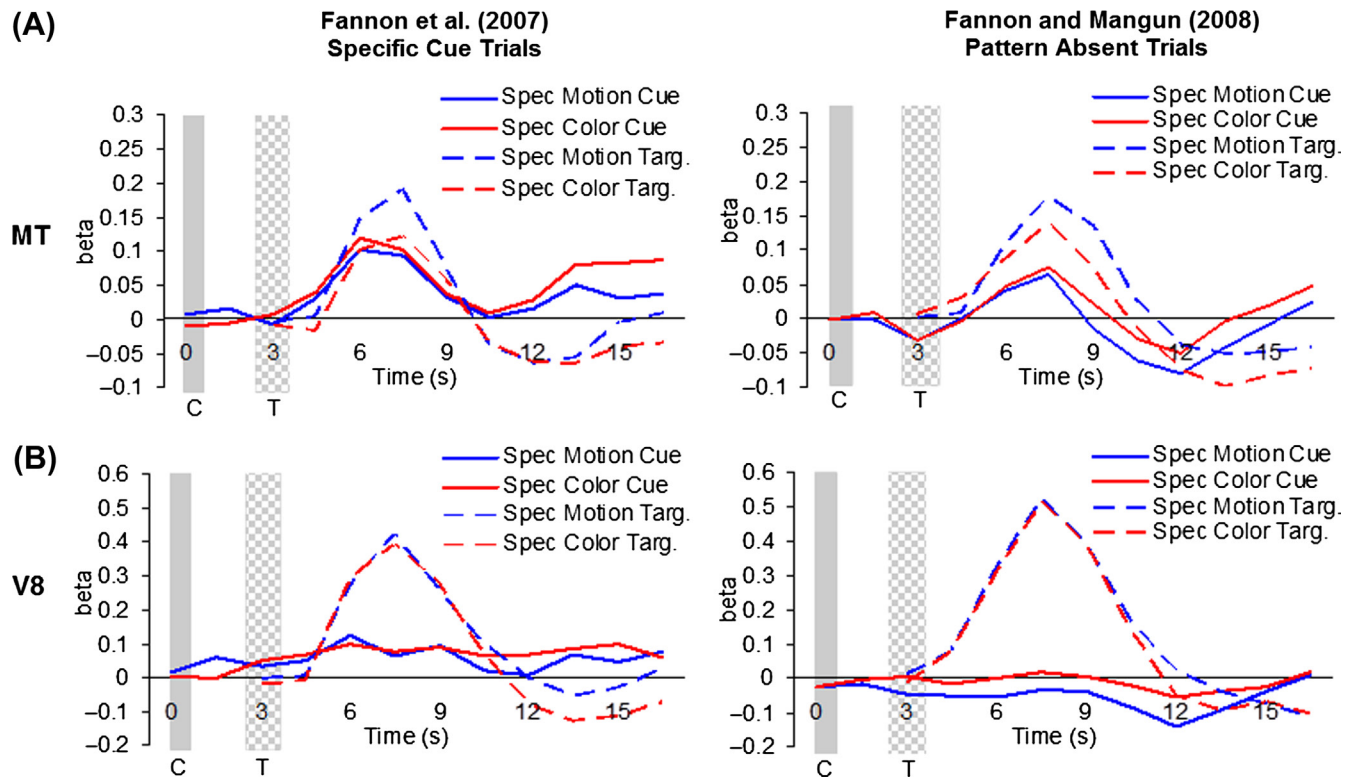 (A)
Fannon et al. (2007)
Specific Cue Trials
Fannon and Mangun (2008)
Pattern Absent Trials
MT
beta
0.3
0.25
0.2
0.15
0.1
0.05
0
–0.05
–0.1
Spec Motion Cue
Spec Color Cue
Spec Motion Targ.
Spec Color Targ.
0 3 6 9 12 15
Time (s)
C T
beta
0.3
0.25
0.2
0.15
0.1
0.05
0
–0.05
–0.1
Spec Motion Cue
Spec Color Cue
Spec Motion Targ.
Spec Color Targ.
0 3 6 9 12 15
Time (s)
C T
(B)
V8
beta
0.6
0.5
0.4
0.3
0.2
0.1
0
–0.1
–0.2
Spec Motion Cue
Spec Color Cue
Spec Motion Targ.
Spec Color Targ.
0 3 6 9 12 15
Time (s)
C T
beta
0.6
0.5
0.4
0.3
0.2
0.1
0
–0.1
–0.2
Spec Motion Cue
Spec Color Cue
Spec Motion Targ.
Spec Color Targ.
0 3 6 9 12 15
Time (s)
C T